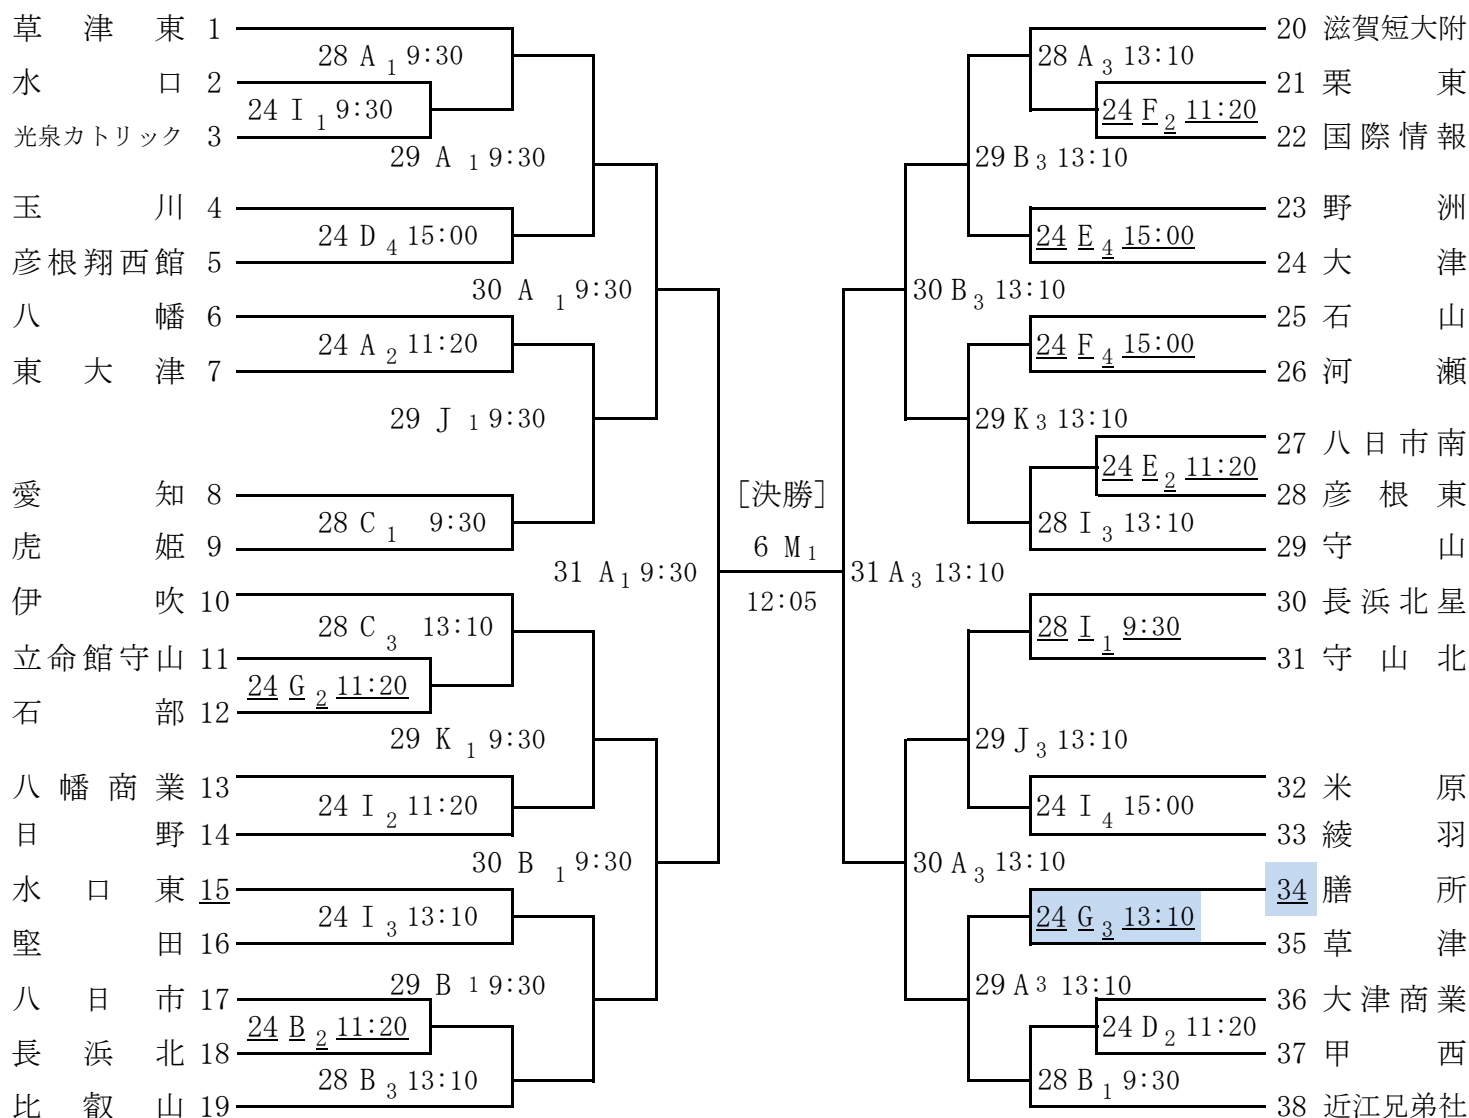 草津東 1
28 A 1 9:30
水口 2
24 I 1 9:30
光泉カトリック 3
29 A 1 9:30
玉川 4
24 D 4 15:00
彦根翔西館 5
30 A 1 9:30
八幡 6
24 A 2 11:20
東大津 7
29 J 1 9:30
愛知 8
28 C 1 9:30
虎姫 9
31 A 1 9:30
伊吹 10
28 C 3 13:10
立命館守山 11
24 G 2 11:20
石部 12
29 K 1 9:30
八幡商業 13
24 I 2 11:20
日野 14
30 B 1 9:30
水口東 15
24 I 3 13:10
堅田 16
29 B 1 9:30
八日市 17
24 B 2 11:20
長浜北 18
28 B 3 13:10
比叡山 19
[決勝]
6 M 1
12:05
20 滋賀短大附
28 A 3 13:10
21 栗東
24 F 2 11:20
22 国際情報
29 B 3 13:10
23 野洲
24 E 4 15:00
24 大津
30 B 3 13:10
25 石山
24 F 4 15:00
26 河瀬
29 K 3 13:10
27 八日市南
24 E 2 11:20
28 彦根東
28 I 3 13:10
29 守山
31 A 3 13:10
30 長浜北星
28 I 1 9:30
31 守山北
29 J 3 13:10
32 米原
24 I 4 15:00
33 綾羽
30 A 3 13:10
34 膳所
24 G 3 13:10
35 草津
29 A 3 13:10
36 大津商業
24 D 2 11:20
37 甲西
28 B 1 9:30
38 近江兄弟社